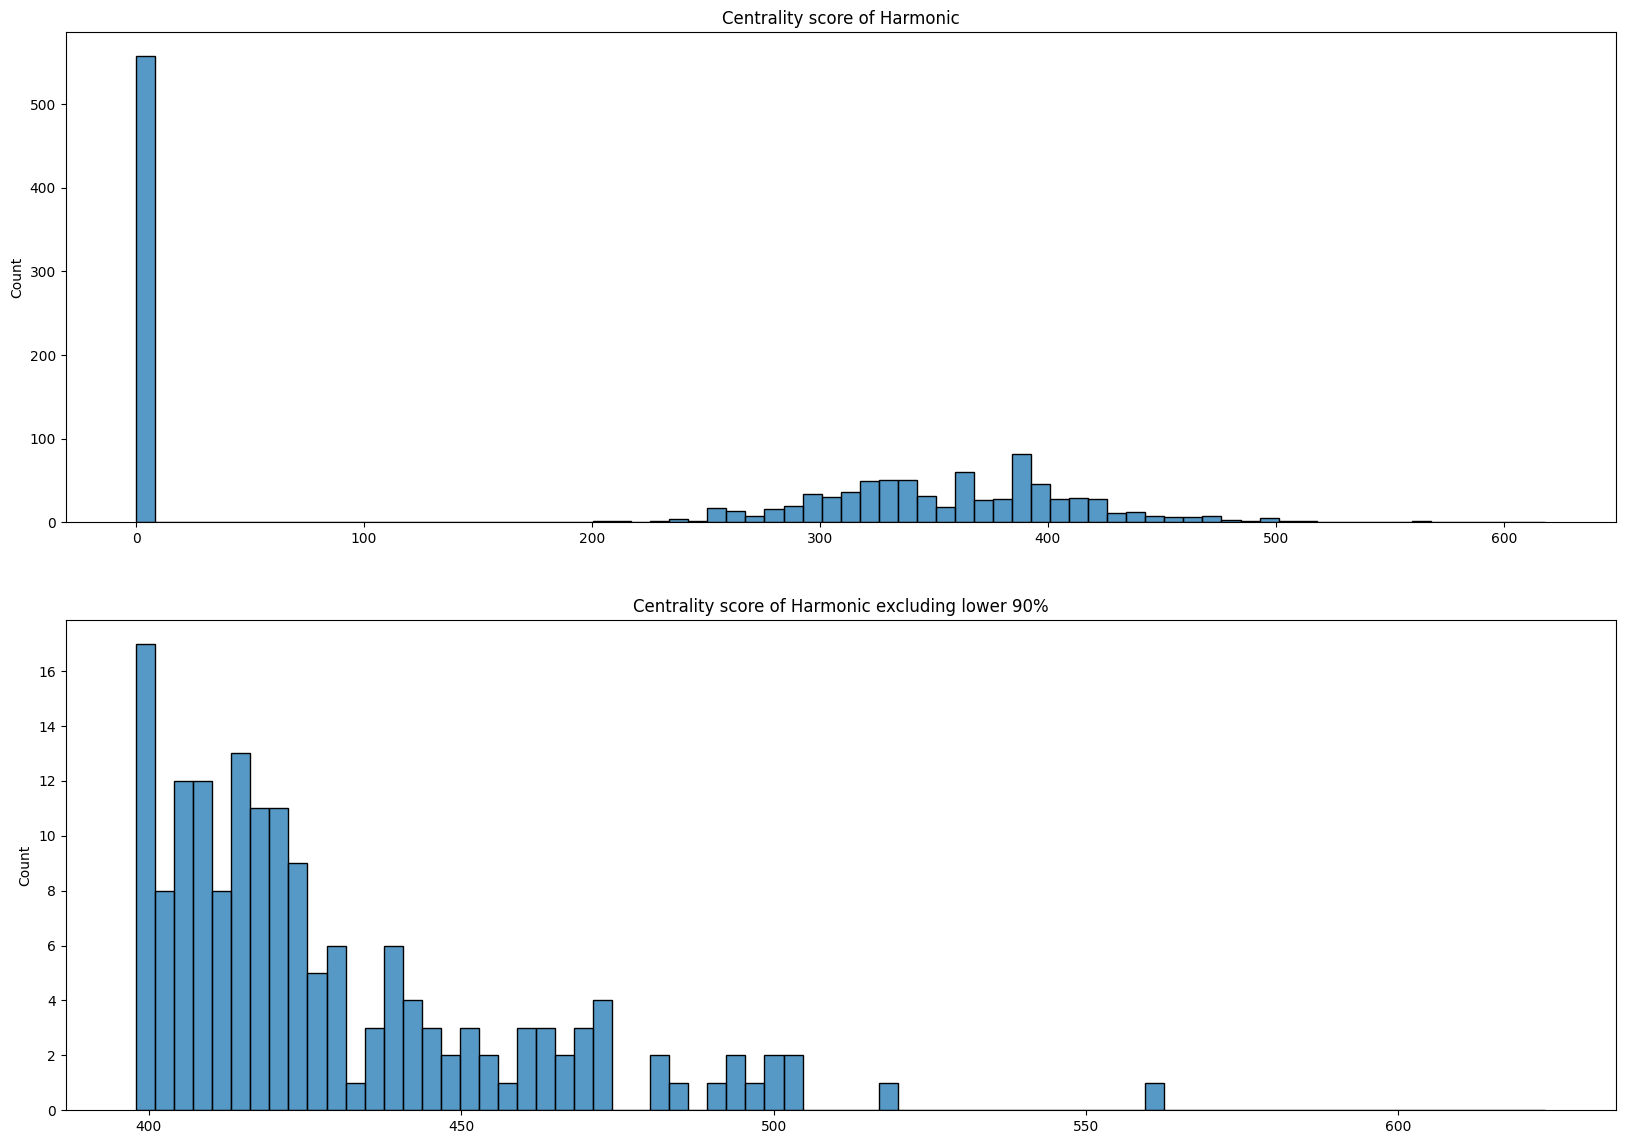 Centrality score of Harmonic
Count
500
400
300
200
100
0
0 100 200 300 400 500 600
Centrality score of Harmonic excluding lower 90%
Count
16
14
12
10
8
6
4
2
0
400 450 500 550 600